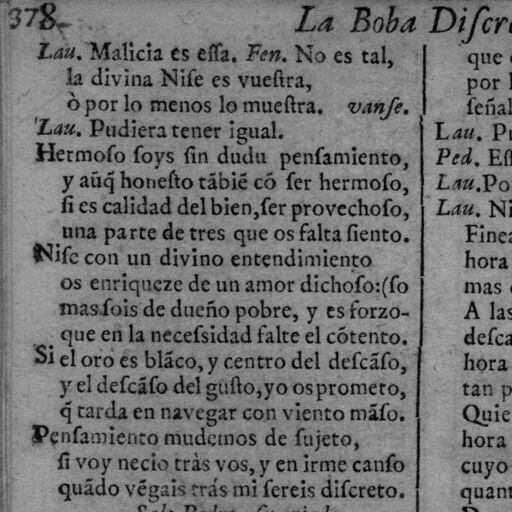 378
La Boba Discre
Lau. Malicia es eſſa. Fen. No es tal,
la divina Niſe es vueſtra,
ò por lo menos lo mueſtra. vanſe.
Lau. Pudiera tener igual.
Hermoſo ſoys ſin dudu penſamiento,
y aũq̃ honeſto tãbiẽ cõ ſer hermoſo,
ſi es calidad del bien, ſer provechoſo,
una parte de tres que os falta ſiento.
Niſe con un divino entendimiento
os enriqueze de un amor dichoſo:(ſo
mas ſois de dueño pobre, y es forzo-
que en la neceſsidad falte el cõtento.
Si el oro es blãco, y centro del deſcãſo,
y el deſcãſo del guſto, yo os prometo,
q̃ tarda en navegar con viento mãſo.
Penſamiento mudemos de ſujeto,
ſi voy necio tràs vos, y en irme canſo
quãdo vẽgais trás mi ſereis diſcreto.
que
por
ſeñal
Lau. Pu
Ped. Eſſ
Lau. Po
Lau. Ni
Finea
hora
mas
A las
deſca
hora
tan p
Quie
hora
cuyo
quant